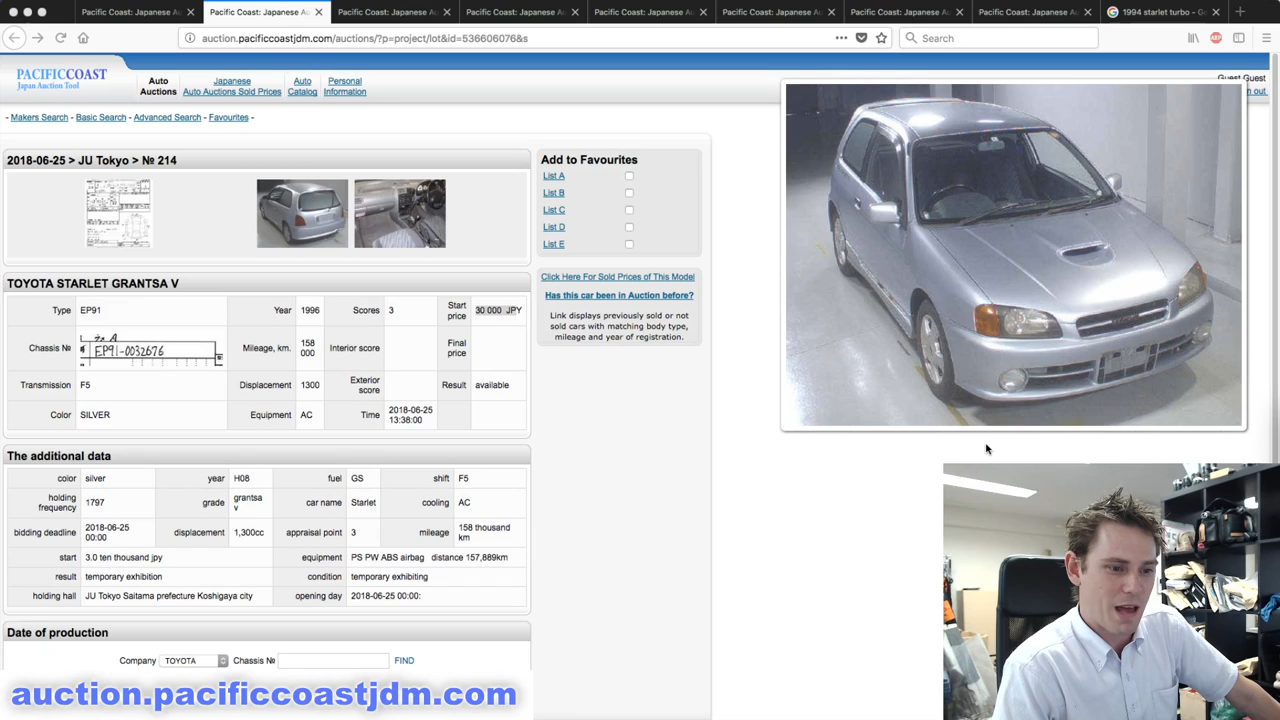 Pacific Coast: Japanese Au
Pacific Coast: Japanese Au
Pacific Coast: Japanese Au
Pacific Coast: Japanese Au
Pacific Coast: Japanese Au
Pacific Coast: Japanese Au
Pacific Coast: Japanese Au
Pacific Coast: Japanese Au
1994 starlet turbo - Go
auction.pacificcoastjdm.com/auctions/?p=project/lot&id=536606076&s
Search
PACIFICCOAST
Japan Auction Tool
Auto Auctions
Japanese Auto Auctions Sold Prices
Auto Catalog
Personal Information
Guest Guest
- Makers Search - Basic Search - Advanced Search - Favourites -
2018-06-25 > JU Tokyo > № 214
TOYOTA STARLET GRANTSA V
Type EP91 Year 1996 Scores 3 Start price 30 000 JPY
Chassis № EP91-0032676 Mileage, km. 158 000 Interior score Final price
Transmission F5 Displacement 1300 Exterior score Result available
Color SILVER Equipment AC Time 2018-06-25 13:38:00
The additional data
color silver year H08 fuel GS shift F5
holding frequency 1797 grade grantsa v car name Starlet cooling AC
bidding deadline 2018-06-25 00:00 displacement 1,300cc appraisal point 3 mileage 158 thousand km
start 3.0 ten thousand jpy equipment PS PW ABS airbag distance 157,889km
result temporary exhibition condition temporary exhibiting
holding hall JU Tokyo Saitama prefecture Koshigaya city opening day 2018-06-25 00:00:
Date of production
Company TOYOTA Chassis № FIND
Add to Favourites
List A
List B
List C
List D
List E
Click Here For Sold Prices of This Model
Has this car been in Auction before?
Link displays previously sold or not
sold cars with matching body type,
mileage and year of registration.
auction.pacificcoastjdm.com